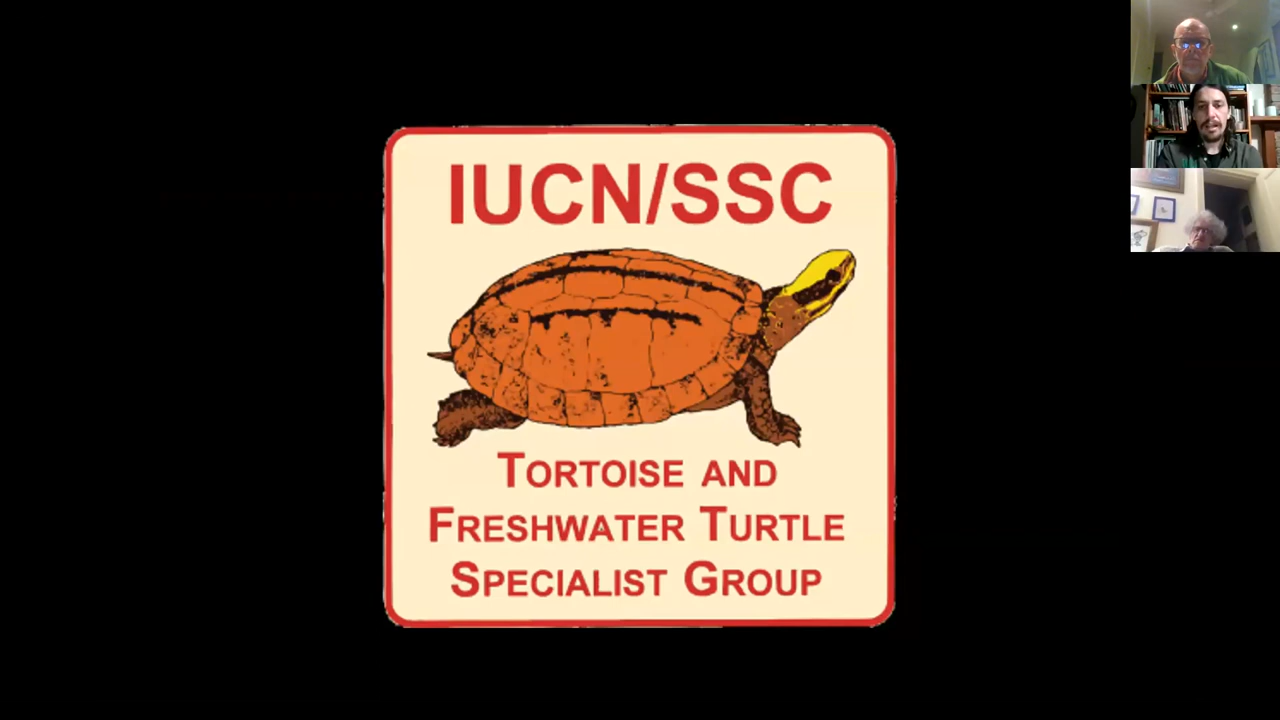 IUCN/SSC
TORTOISE AND
FRESHWATER TURTLE
SPECIALIST GROUP